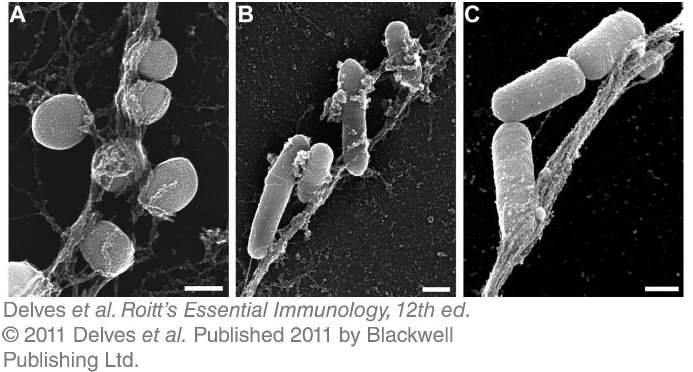 A B C
Delves et al. Roitt's Essential Immunology, 12th ed.
© 2011 Delves et al. Published 2011 by Blackwell
Publishing Ltd.